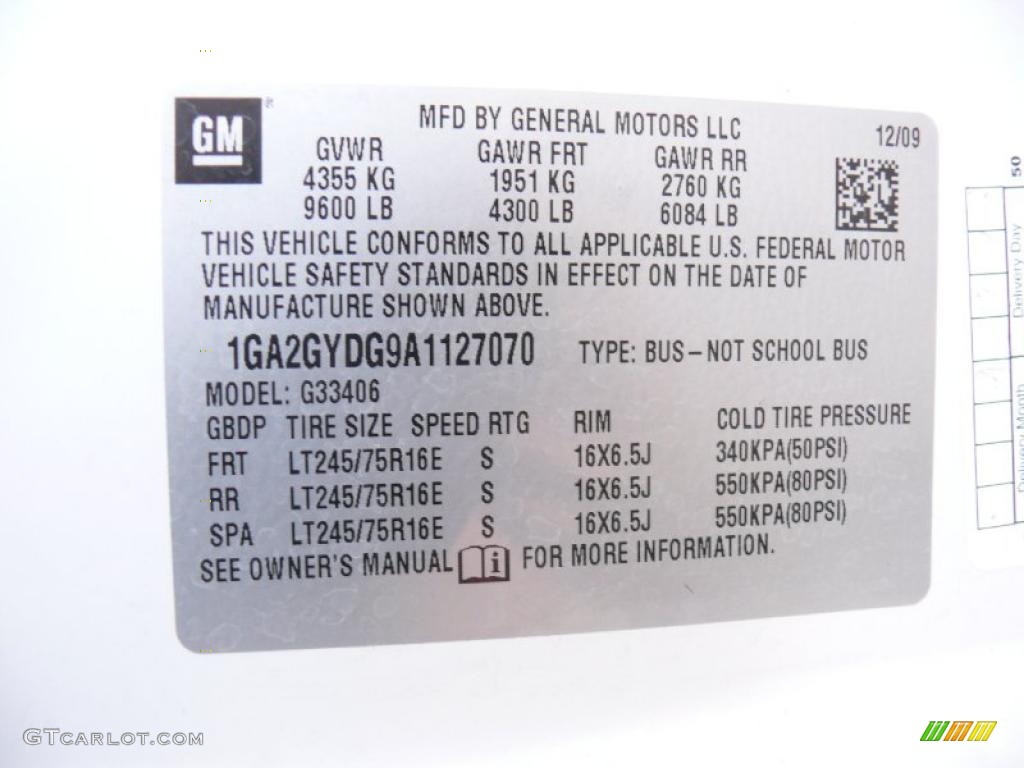 GM
MFD BY GENERAL MOTORS LLC
12/09
GVWR GAWR FRT GAWR RR
4355 KG 1951 KG 2760 KG
9600 LB 4300 LB 6084 LB
THIS VEHICLE CONFORMS TO ALL APPLICABLE U.S. FEDERAL MOTOR
VEHICLE SAFETY STANDARDS IN EFFECT ON THE DATE OF
MANUFACTURE SHOWN ABOVE.
1GA2GYDG9A1127070 TYPE: BUS-NOT SCHOOL BUS
MODEL: G33406
GBDP TIRE SIZE SPEED RTG RIM COLD TIRE PRESSURE
FRT LT245/75R16E S 16X6.5J 340KPA(50PSI)
RR LT245/75R16E S 16X6.5J 550KPA(80PSI)
SPA LT245/75R16E S 16X6.5J 550KPA(80PSI)
SEE OWNER'S MANUAL i FOR MORE INFORMATION.
50
Delivery Day
Delivery Month
GTCARLOT.COM